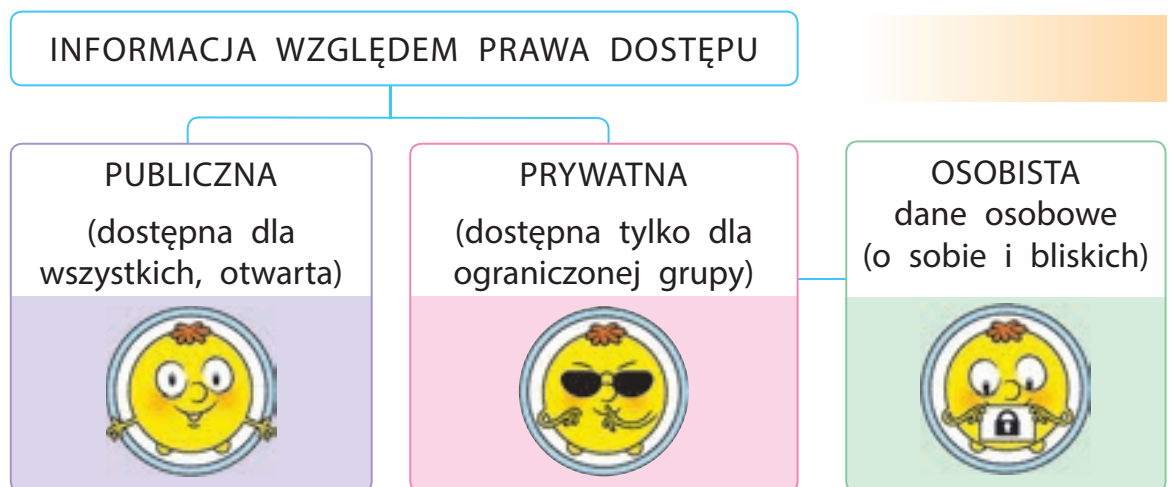 INFORMACJA WZGLĘDEM PRAWA DOSTĘPU
PUBLICZNA
(dostępna dla
wszystkich, otwarta)
PRYWATNA
(dostępna tylko dla
ograniczonej grupy)
OSOBISTA
dane osobowe
(o sobie i bliskich)